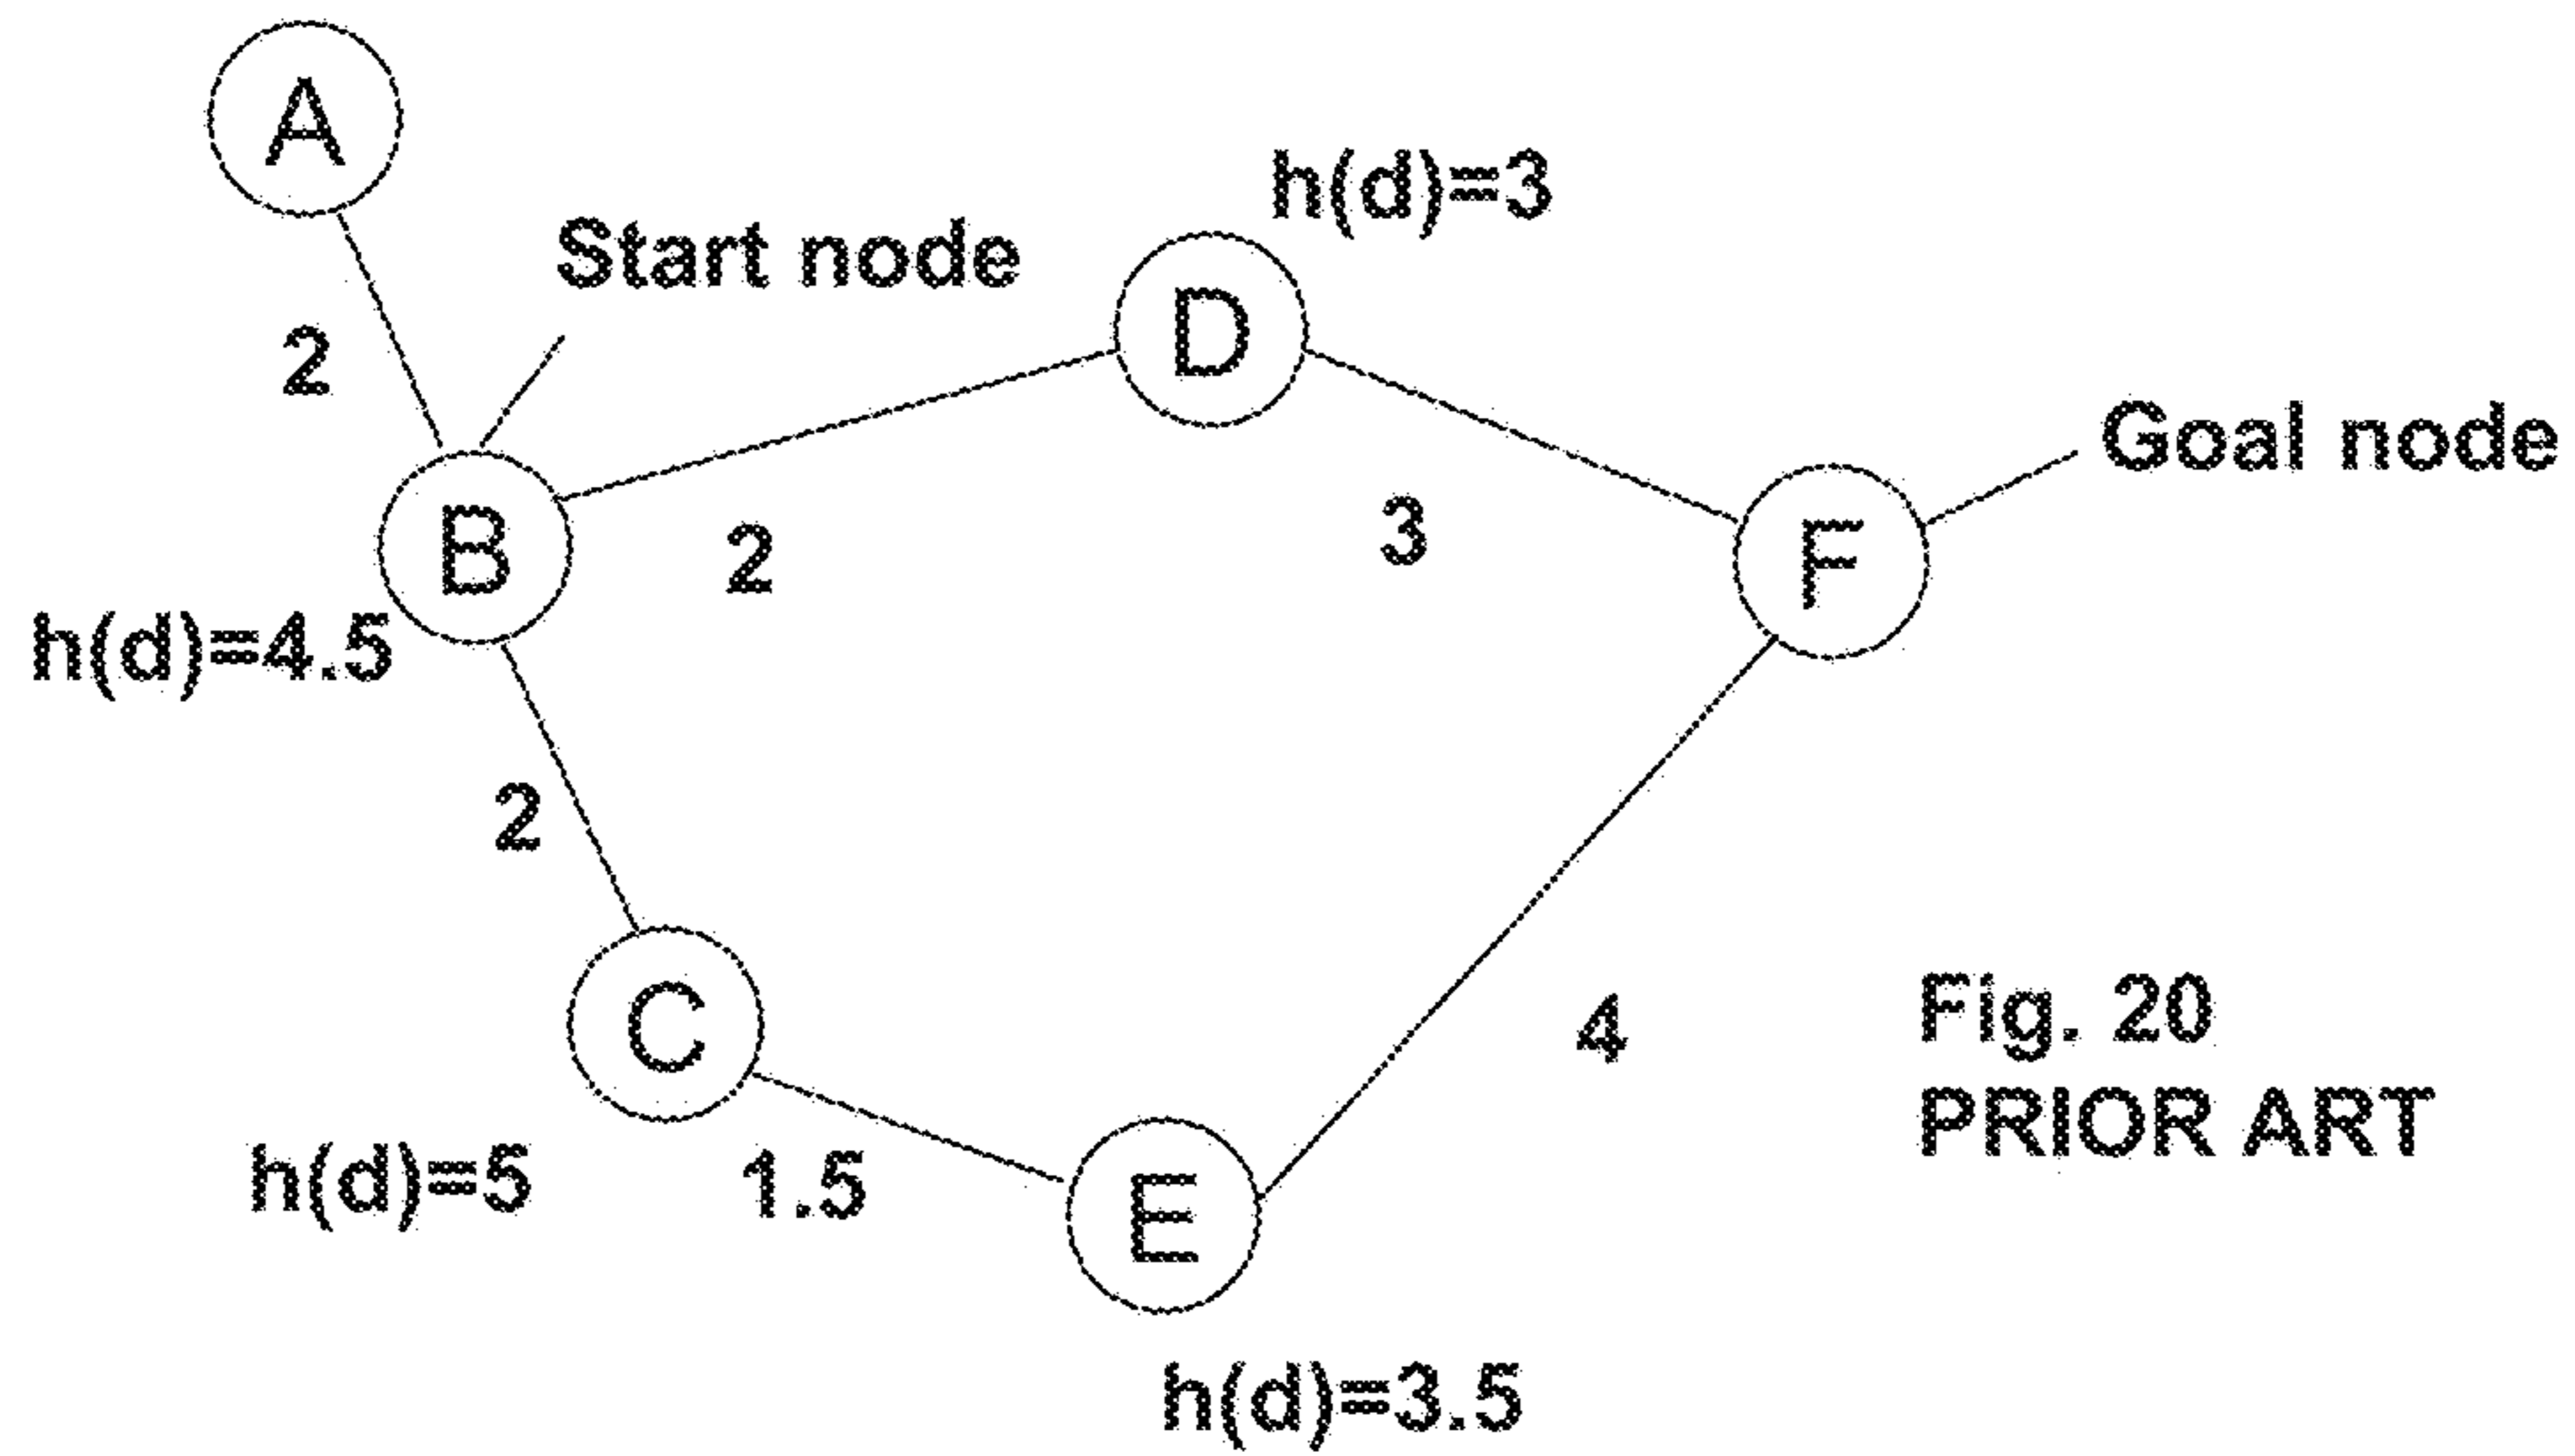 A
h(d)=3
Start node
D
2
Goal node
B
2
3
F
h(d)=4.5
2
C
4
Fig. 20
PRIOR ART
h(d)=5
1.5
E
h(d)=3.5